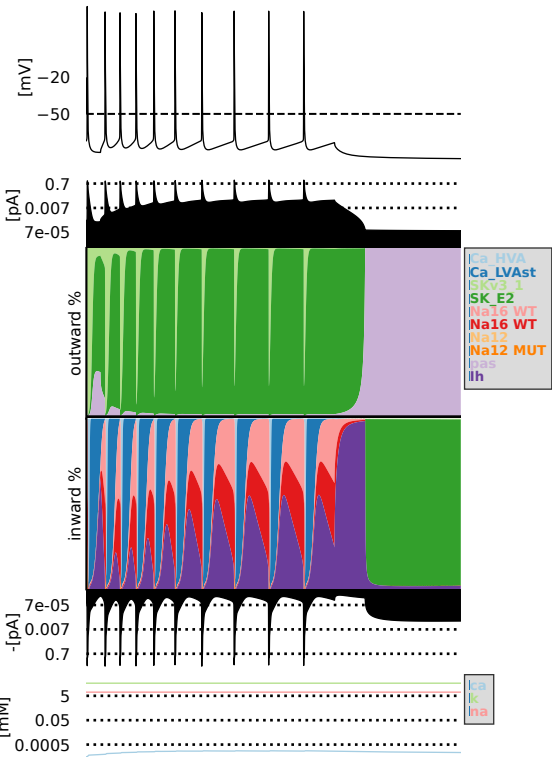 [mV]
−20
−50
[pA]
0.7
0.007
7e-05
outward %
Ca_HVA
Ca_LVAst
SKv3_1
SK_E2
Na16 WT
Na16 WT
Na12
Na12 MUT
pas
Ih
inward %
-[pA]
7e-05
0.007
0.7
[mM]
5
0.05
0.0005
ca
k
na